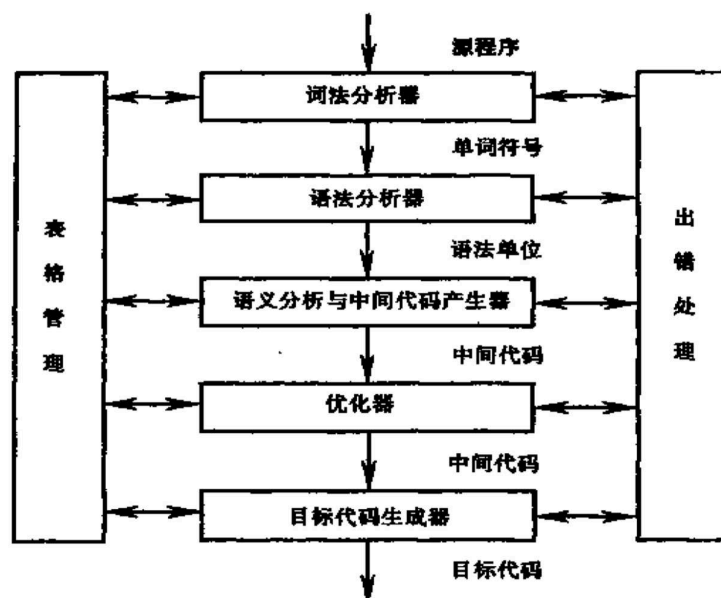 源程序
词法分析器
单词符号
语法分析器
语法单位
语义分析与中间代码产生器
中间代码
优化器
中间代码
目标代码生成器
目标代码
表格管理
出错处理